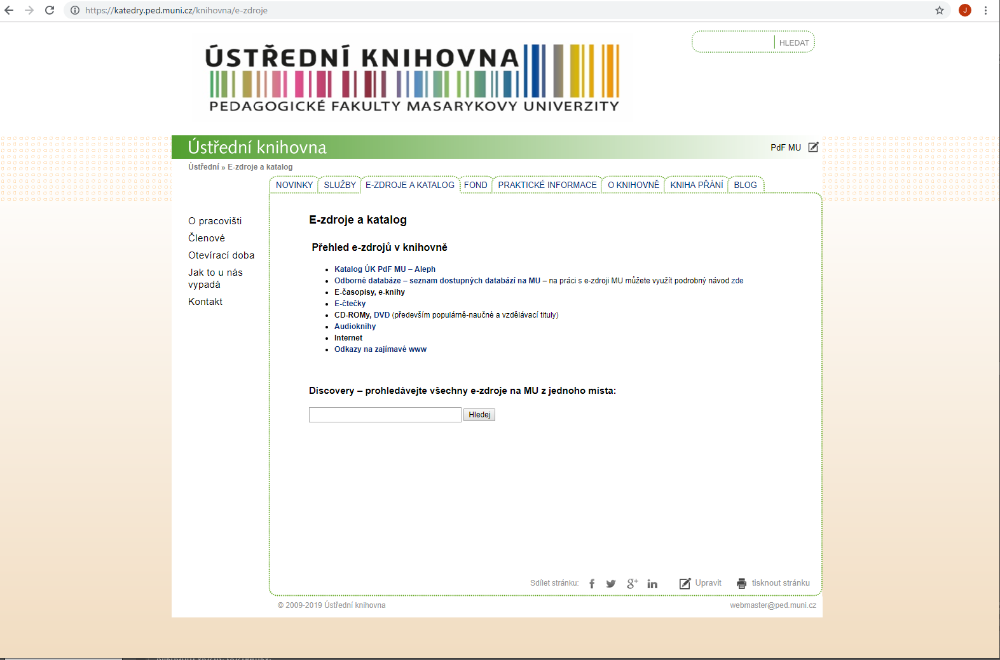 https://katedry.ped.muni.cz/knihovna/e-zdroje
J
ÚSTŘEDNÍ KNIHOVNA
PEDAGOGICKÉ FAKULTY MASARYKOVY UNIVERZITY
HLEDAT
Ústřední knihovna
PdF MU
Ústřední » E-zdroje a katalog
NOVINKY SLUŽBY E-ZDROJE A KATALOG FOND PRAKTICKÉ INFORMACE O KNIHOVNĚ KNIHA PŘÁNÍ BLOG
O pracovišti
Členové
Otevírací doba
Jak to u nás
vypadá
Kontakt
E-zdroje a katalog
Přehled e-zdrojů v knihovně
• Katalog ÚK PdF MU – Aleph
• Odborné databáze – seznam dostupných databází na MU – na práci s e-zdroji MU můžete využít podrobný návod zde
• E-časopisy, e-knihy
• E-čtečky
• CD-ROMy, DVD (především populárně-naučné a vzdělávací tituly)
• Audioknihy
• Internet
• Odkazy na zajímavé www
Discovery – prohledávejte všechny e-zdroje na MU z jednoho místa:
Hledej
Sdílet stránku: Upravit tisknout stránku
© 2009-2019 Ústřední knihovna
webmaster@ped.muni.cz